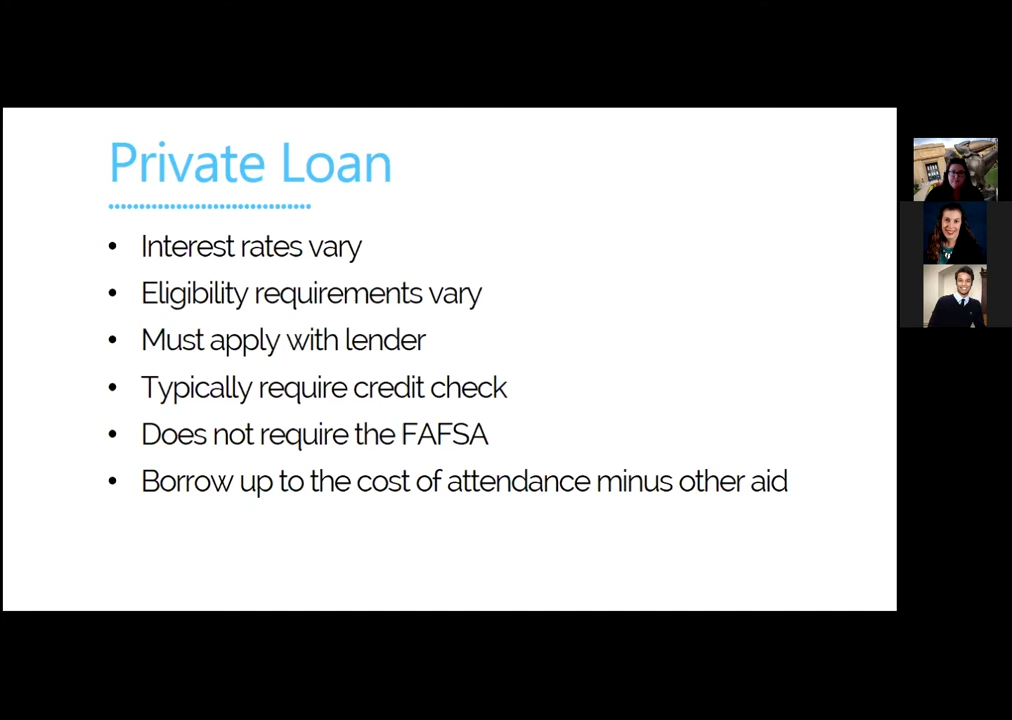 Private Loan
• Interest rates vary
• Eligibility requirements vary
• Must apply with lender
• Typically require credit check
• Does not require the FAFSA
• Borrow up to the cost of attendance minus other aid